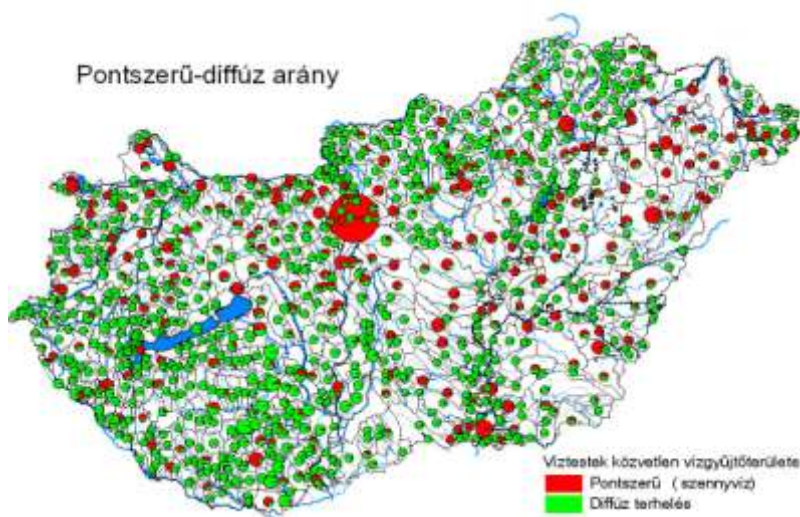 Pontszerű-diffúz arány
Víztestek közvetlen vízgyűjtőterülete
Pontszerű ( szennyvíz)
Diffúz terhelés